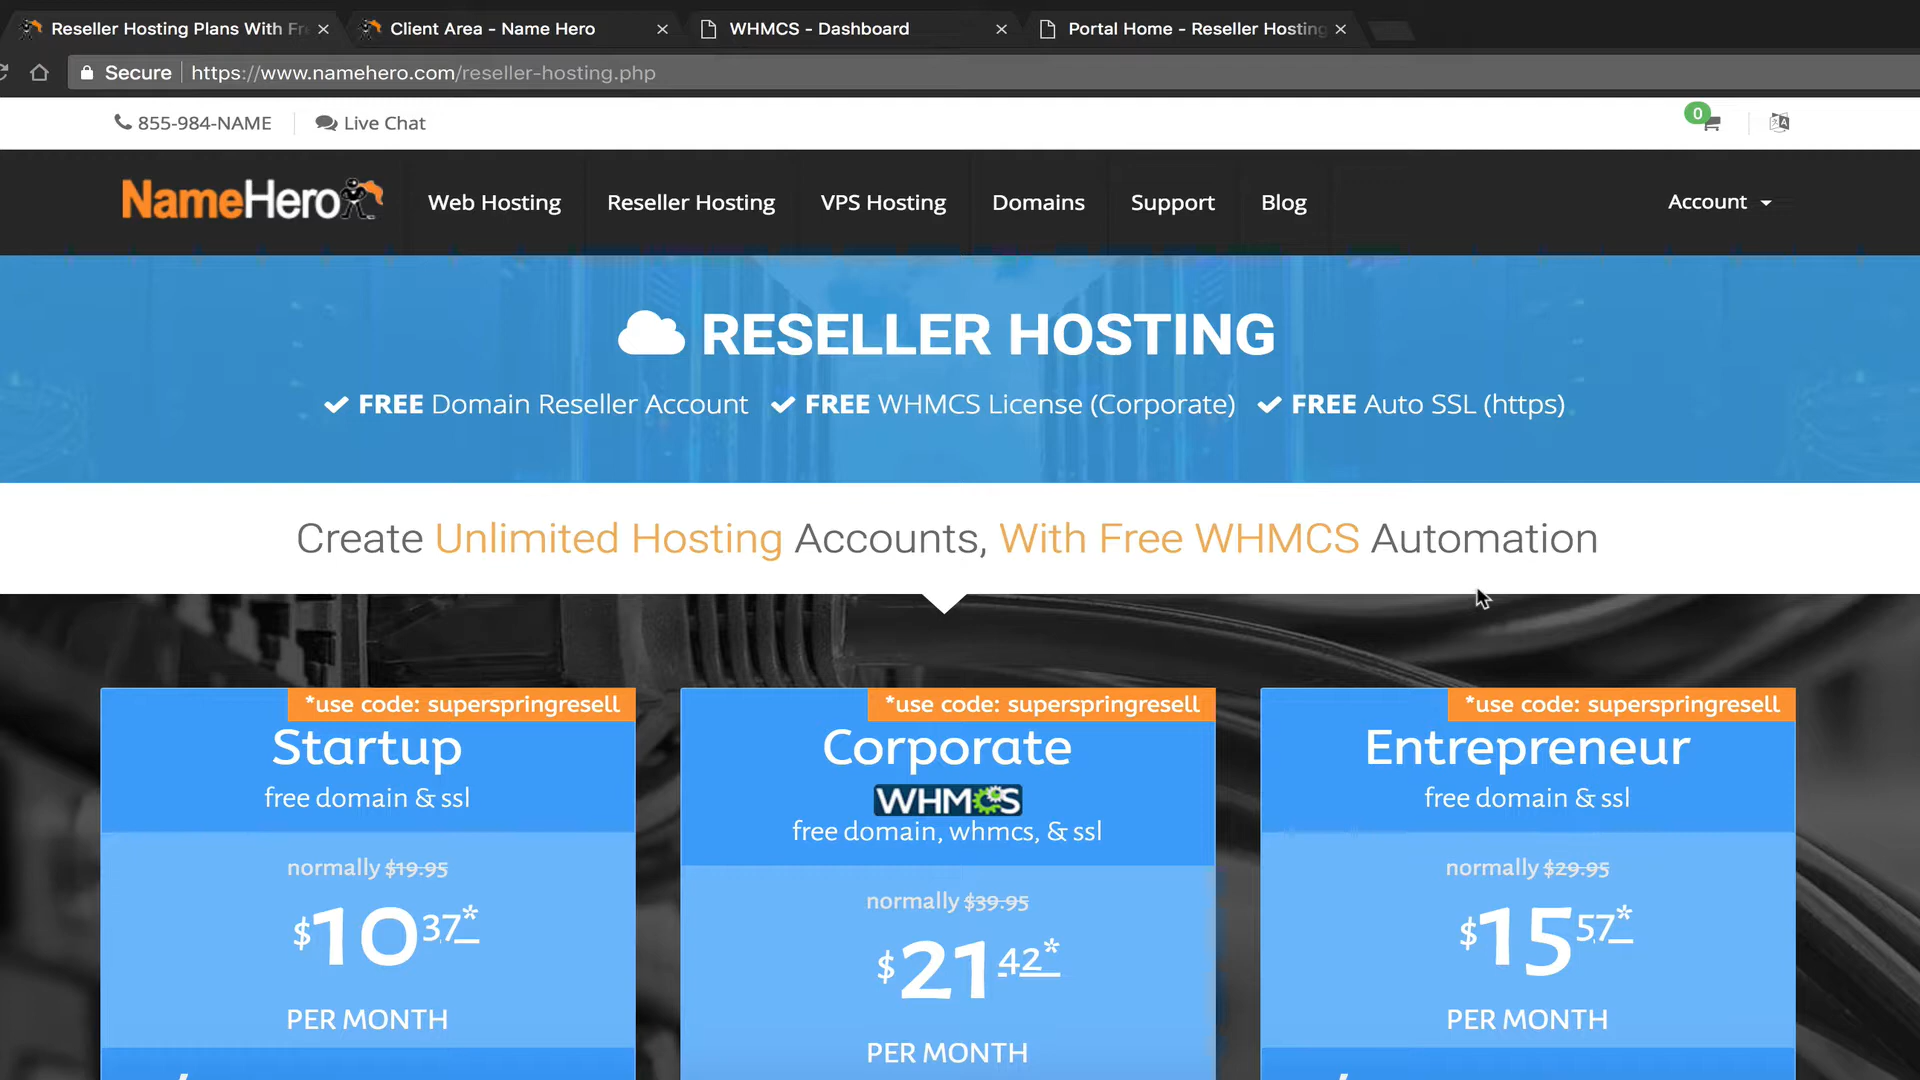 Reseller Hosting Plans With Fr
Client Area - Name Hero
WHMCS - Dashboard
Portal Home - Reseller Hosting
Secure
https://www.namehero.com/reseller-hosting.php
855-984-NAME
Live Chat
0
NameHero
Web Hosting
Reseller Hosting
VPS Hosting
Domains
Support
Blog
Account
RESELLER HOSTING
FREE Domain Reseller Account
FREE WHMCS License (Corporate)
FREE Auto SSL (https)
Create Unlimited Hosting Accounts, With Free WHMCS Automation
*use code: superspringresell
Startup
free domain & ssl
normally $19.95
$10 37*
PER MONTH
*use code: superspringresell
Corporate
WHMCS
free domain, whmcs, & ssl
normally $39.95
$21 .42*
PER MONTH
*use code: superspringresell
Entrepreneur
free domain & ssl
normally $29.95
$15 57*
PER MONTH